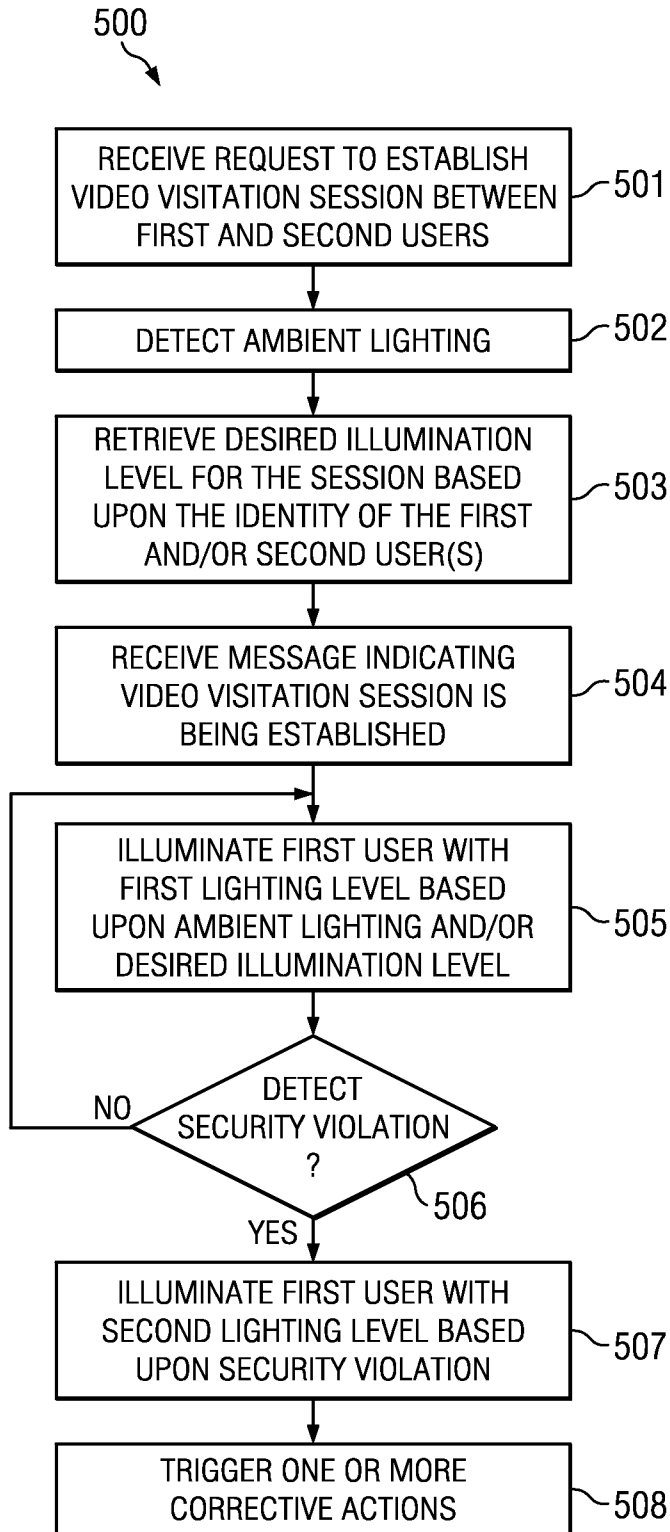 500
RECEIVE REQUEST TO ESTABLISH
VIDEO VISITATION SESSION BETWEEN
FIRST AND SECOND USERS
501
DETECT AMBIENT LIGHTING
502
RETRIEVE DESIRED ILLUMINATION
LEVEL FOR THE SESSION BASED
UPON THE IDENTITY OF THE FIRST
AND/OR SECOND USER(S)
503
RECEIVE MESSAGE INDICATING
VIDEO VISITATION SESSION IS
BEING ESTABLISHED
504
ILLUMINATE FIRST USER WITH
FIRST LIGHTING LEVEL BASED
UPON AMBIENT LIGHTING AND/OR
DESIRED ILLUMINATION LEVEL
505
DETECT
SECURITY VIOLATION
?
NO
506
YES
ILLUMINATE FIRST USER WITH
SECOND LIGHTING LEVEL BASED
UPON SECURITY VIOLATION
507
TRIGGER ONE OR MORE
CORRECTIVE ACTIONS
508